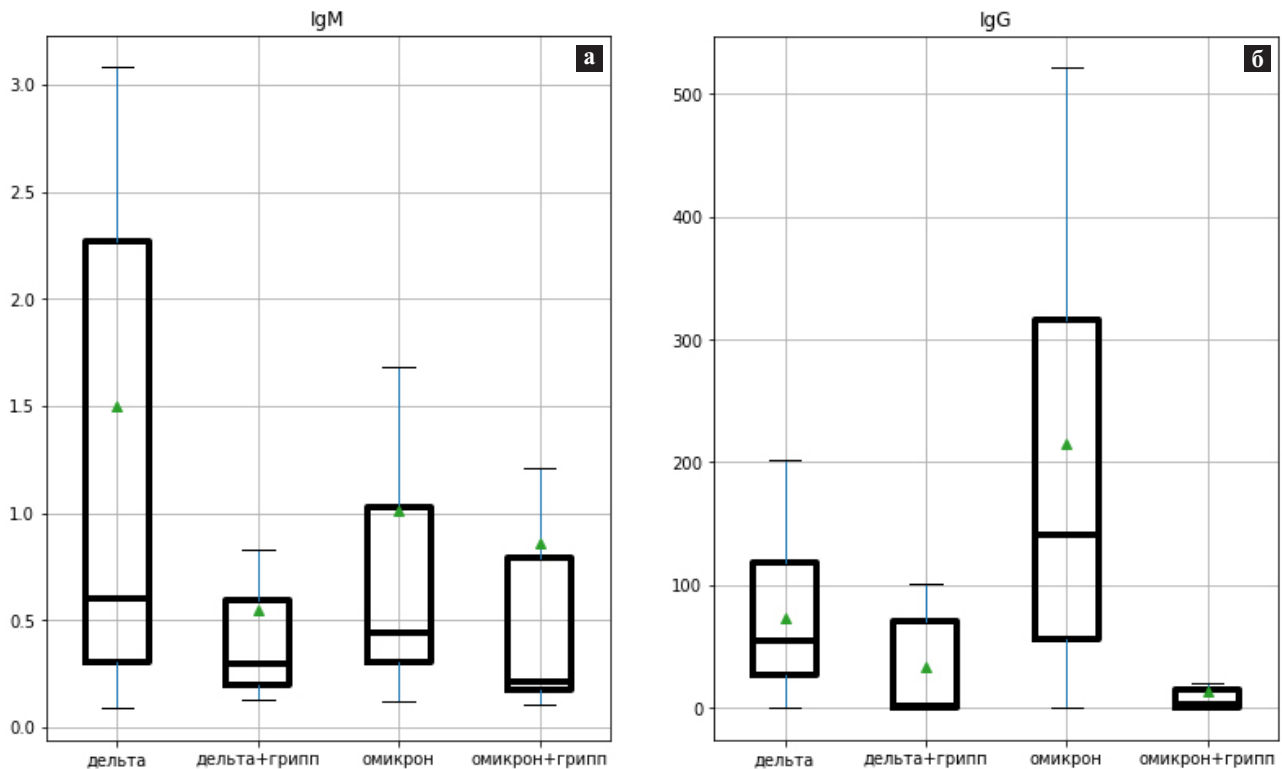 IgM
а
3.0
2.5
2.0
1.5
1.0
0.5
0.0
дельта дельта+грипп омикрон омикрон+грипп
IgG
б
500
400
300
200
100
0
дельта дельта+грипп омикрон омикрон+грипп